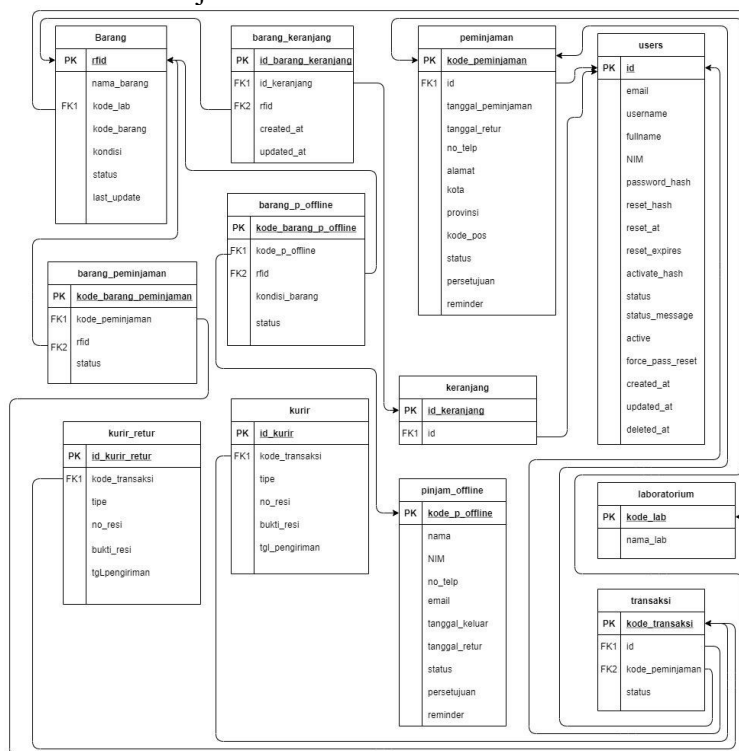 Barang
PK rfid
nama_barang
FK1 kode_lab
kode_barang
kondisi
status
last_update
barang_keranjang
PK id_barang_keranjang
FK1 id_keranjang
FK2 rfid
created_at
updated_at
peminjaman
PK kode_peminjaman
FK1 id
tanggal_peminjaman
tanggal_retur
no_telp
alamat
kota
provinsi
kode_pos
status
persetujuan
reminder
users
PK id
email
username
fullname
NIM
password_hash
reset_hash
reset_at
reset_expires
activate_hash
status
status_message
active
force_pass_reset
created_at
updated_at
deleted_at
barang_p_offline
PK kode_barang_p_offline
FK1 kode_p_offline
FK2 rfid
kondisi_barang
status
barang_peminjaman
PK kode_barang_peminjaman
FK1 kode_peminjaman
FK2 rfid
status
keranjang
PK id_keranjang
FK1 id
kurir_retur
PK id_kurir_retur
FK1 kode_transaksi
tipe
no_resi
bukti_resi
tgLpengiriman
kurir
PK id_kurir
FK1 kode_transaksi
tipe
no_resi
bukti_resi
tgl_pengiriman
pinjam_offline
PK kode_p_offline
nama
NIM
no_telp
email
tanggal_keluar
tanggal_retur
status
persetujuan
reminder
laboratorium
PK kode_lab
nama_lab
transaksi
PK kode_transaksi
FK1 id
FK2 kode_peminjaman
status